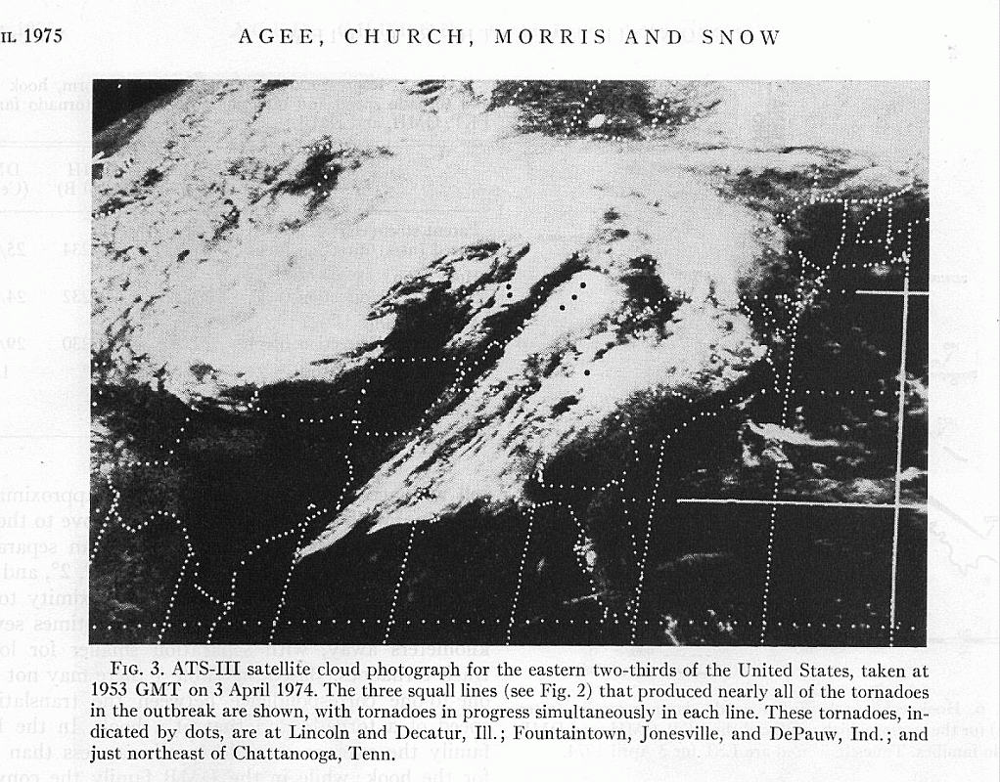 IL 1975
AGEE, CHURCH, MORRIS AND SNOW
FIG. 3. ATS-III satellite cloud photograph for the eastern two-thirds of the United States, taken at
1953 GMT on 3 April 1974. The three squall lines (see Fig. 2) that produced nearly all of the tornadoes
in the outbreak are shown, with tornadoes in progress simultaneously in each line. These tornadoes, in-
dicated by dots, are at Lincoln and Decatur, Ill.; Fountaintown, Jonesville, and DePauw, Ind.; and
just northeast of Chattanooga, Tenn.